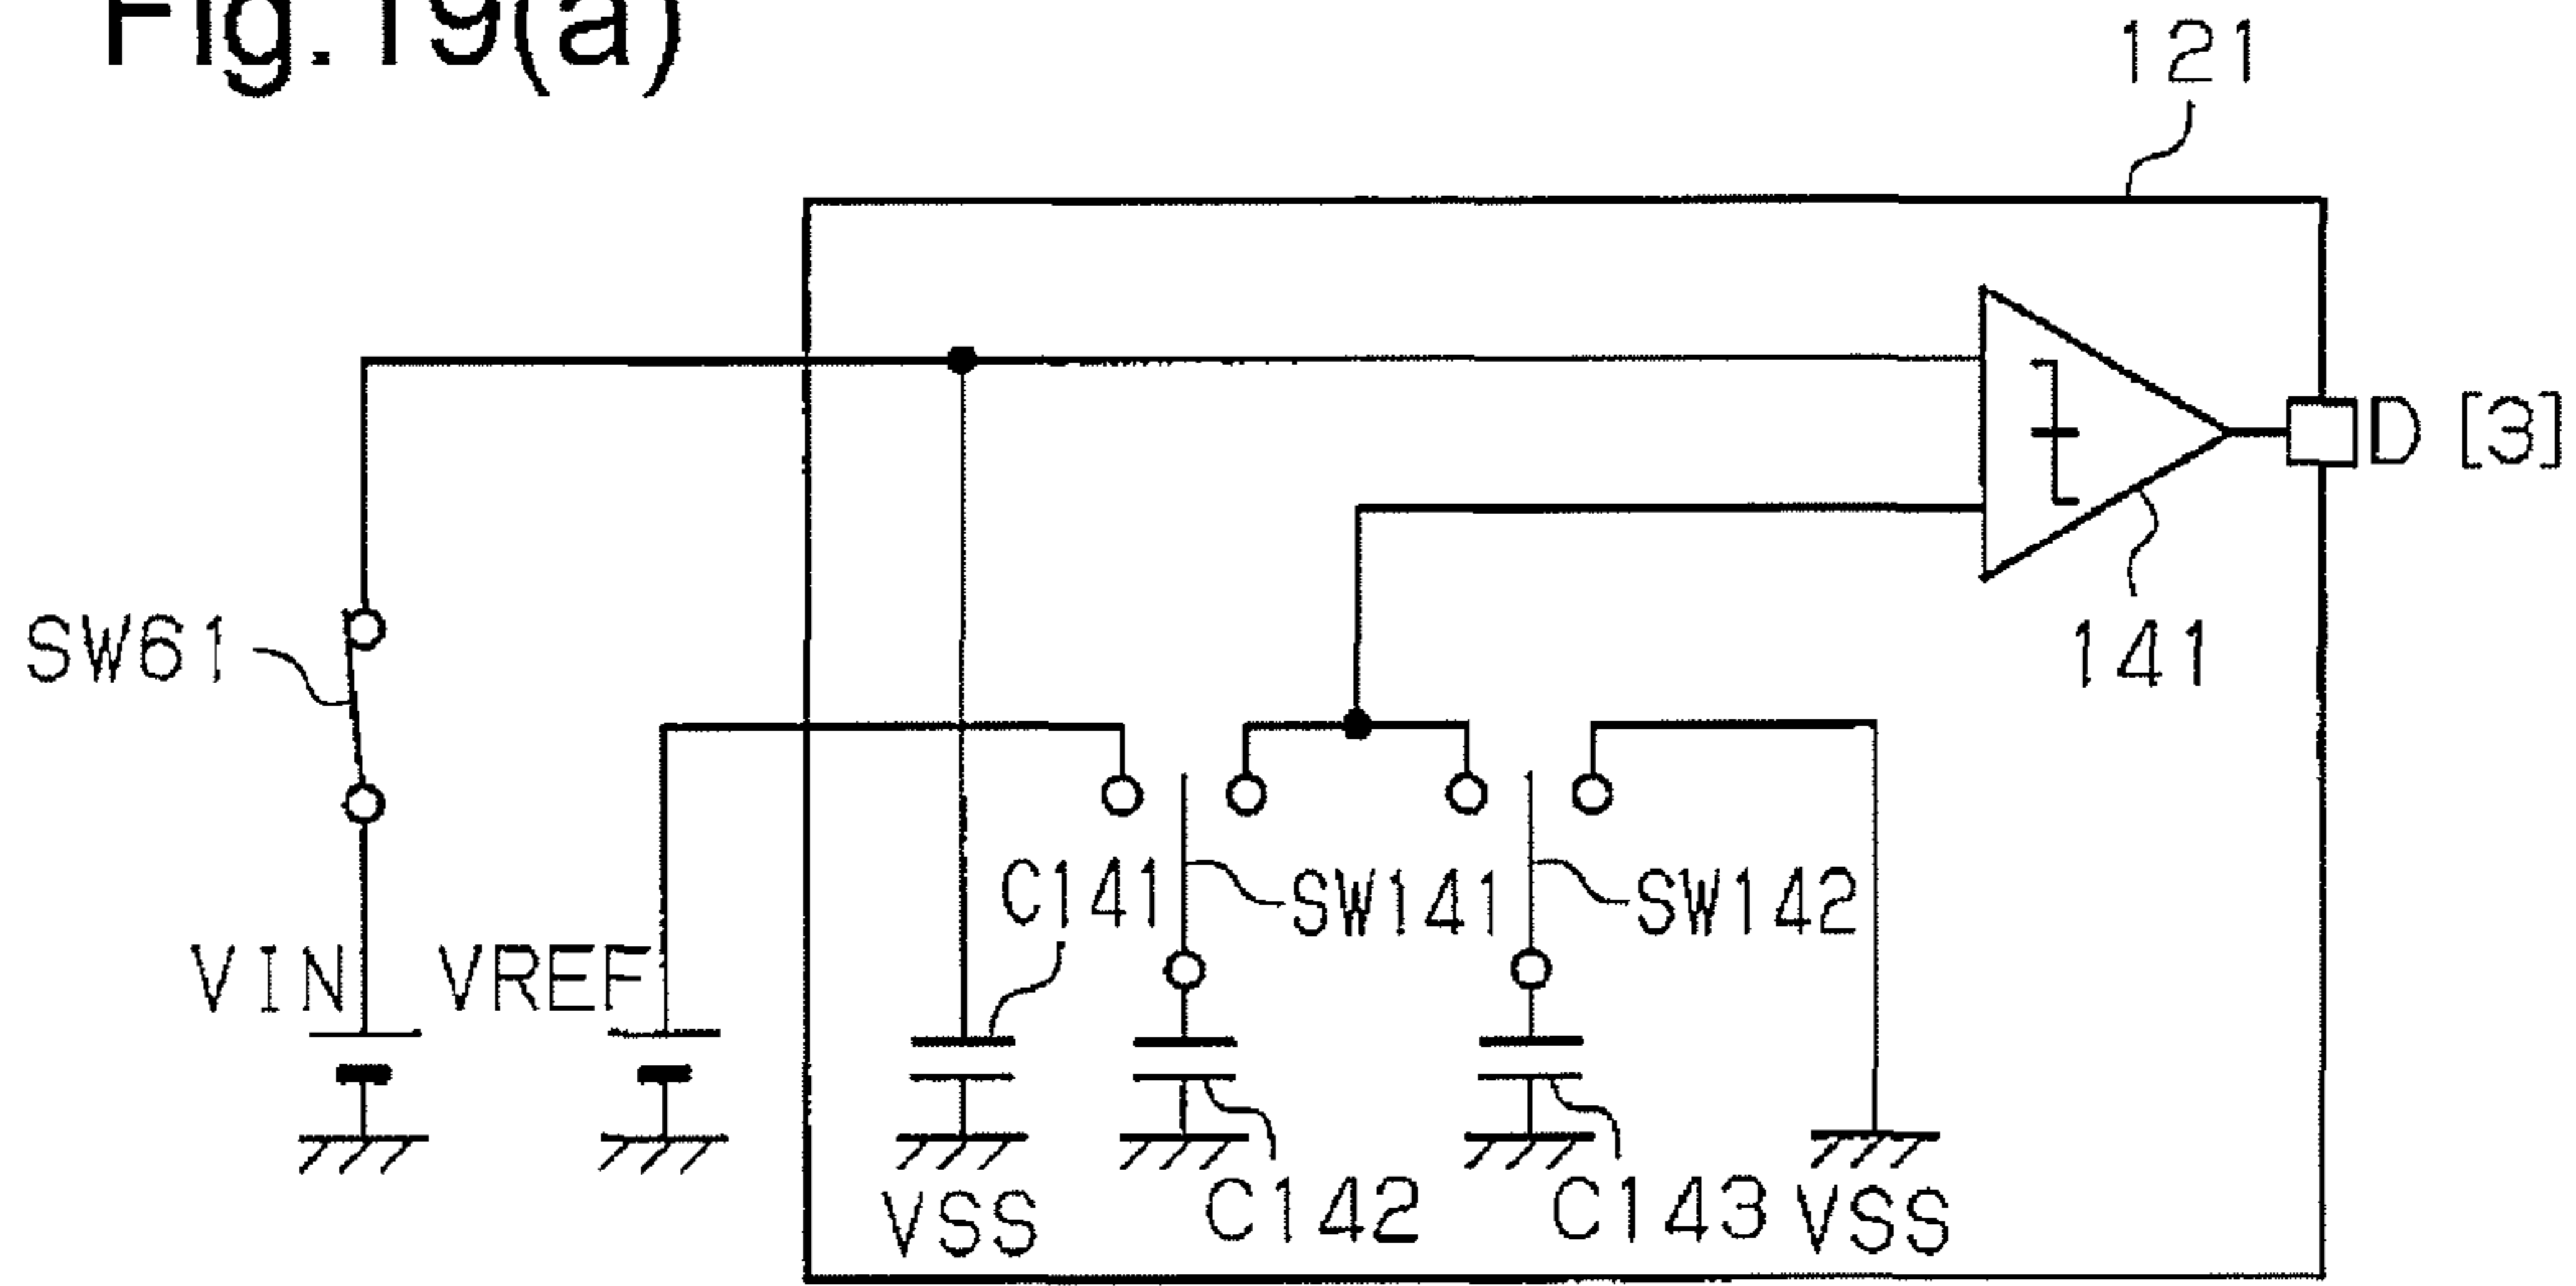 Fig.19(a)
121
D [3]
141
SW61
C141
SW141
SW142
VIN
VREF
VSS
C142
C143
VSS